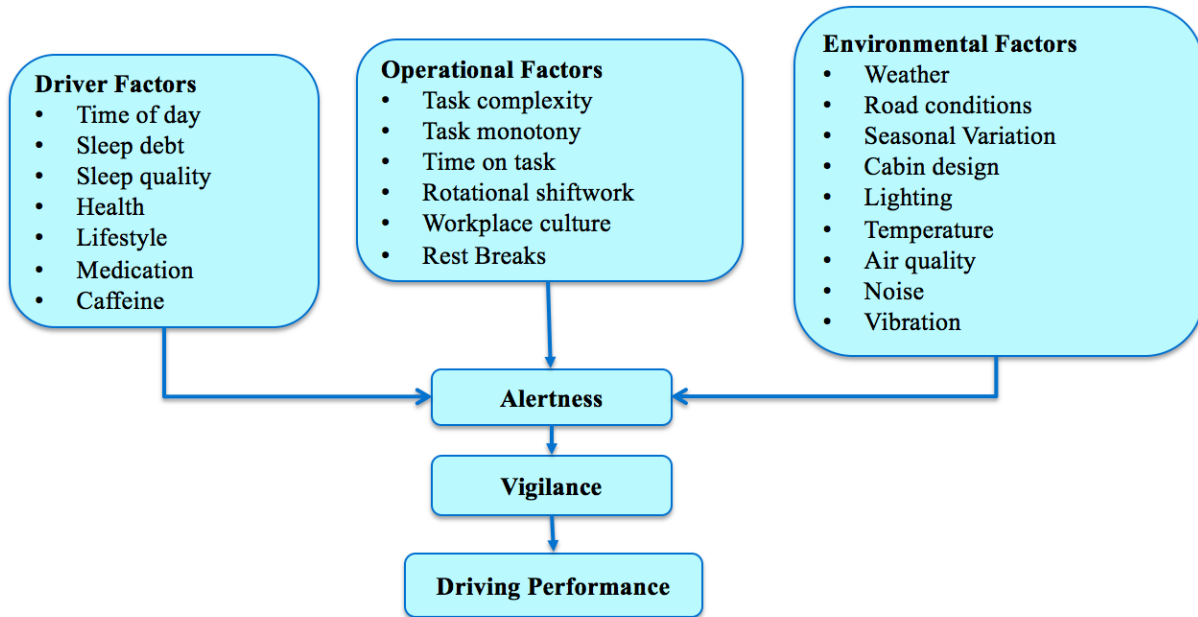 Driver Factors
• Time of day
• Sleep debt
• Sleep quality
• Health
• Lifestyle
• Medication
• Caffeine
Operational Factors
• Task complexity
• Task monotony
• Time on task
• Rotational shiftwork
• Workplace culture
• Rest Breaks
Environmental Factors
• Weather
• Road conditions
• Seasonal Variation
• Cabin design
• Lighting
• Temperature
• Air quality
• Noise
• Vibration
Alertness
Vigilance
Driving Performance